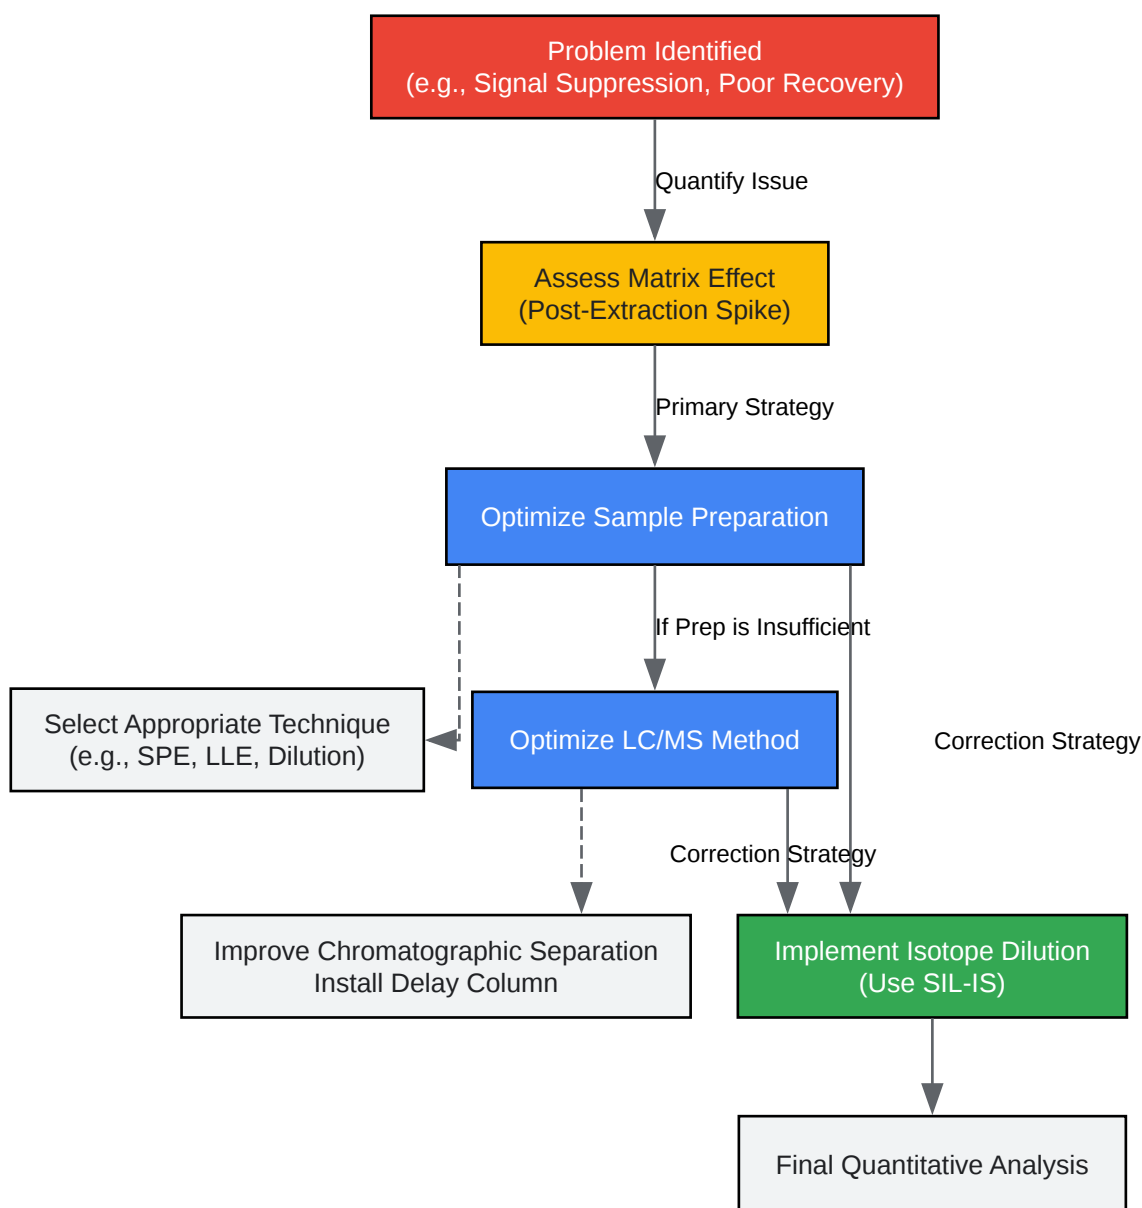 Problem Identified
(e.g., Signal Suppression, Poor Recovery)
Quantify Issue
Assess Matrix Effect
(Post-Extraction Spike)
Primary Strategy
Optimize Sample Preparation
If Prep is Insufficient
Select Appropriate Technique
(e.g., SPE, LLE, Dilution)
Optimize LC/MS Method
Correction Strategy
Correction Strategy
Improve Chromatographic Separation
Install Delay Column
Implement Isotope Dilution
(Use SIL-IS)
Final Quantitative Analysis